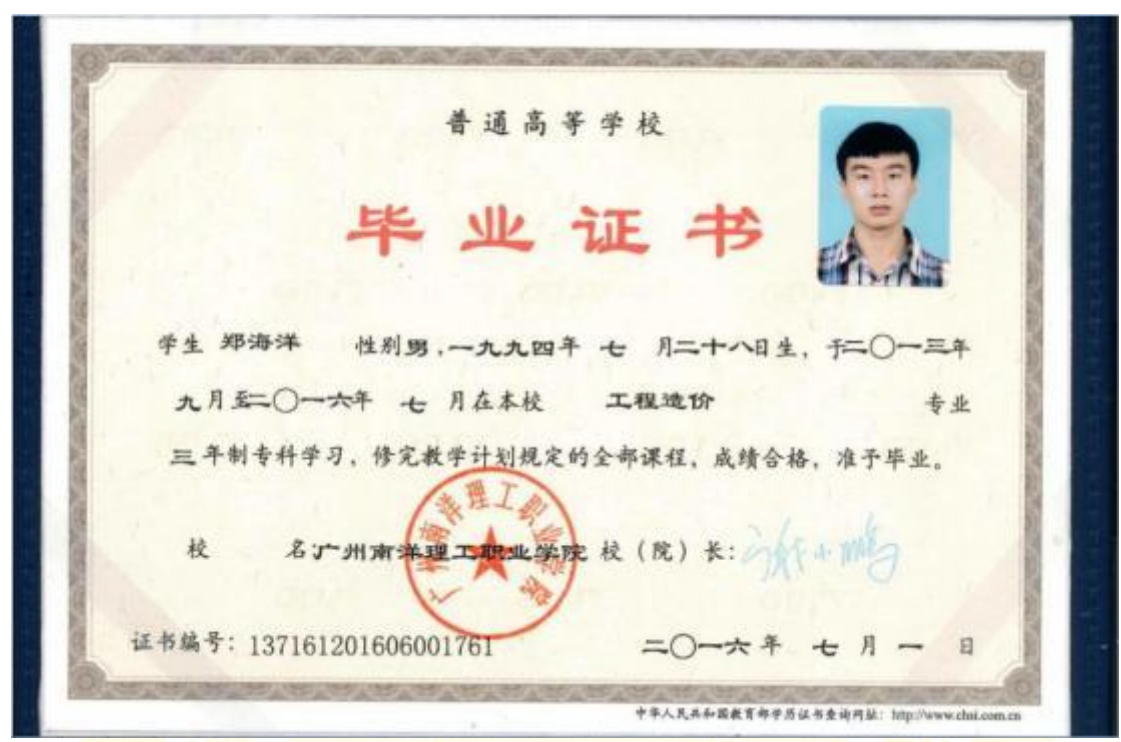 普通高等学校
毕业证书
学生 郑海洋 性别 男，一九九四年 七 月二十八日生，于二〇一三年
九月至二〇一六年 七 月在本校 工程造价 专业
三年制专科学习，修完教学计划规定的全部课程，成绩合格，准予毕业。
校 名：广州南洋理工职业学院 校（院）长：谢小鹏
广州南洋理工职业学院
证书编号：137161201606001761 二〇一六年 七 月 一 日
中华人民共和国教育部学历证书查询网址：http://www.chsi.com.cn